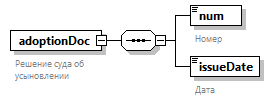 num
Номер
adoptionDoc
Решение суда об
усыновлении
issueDate
Дата